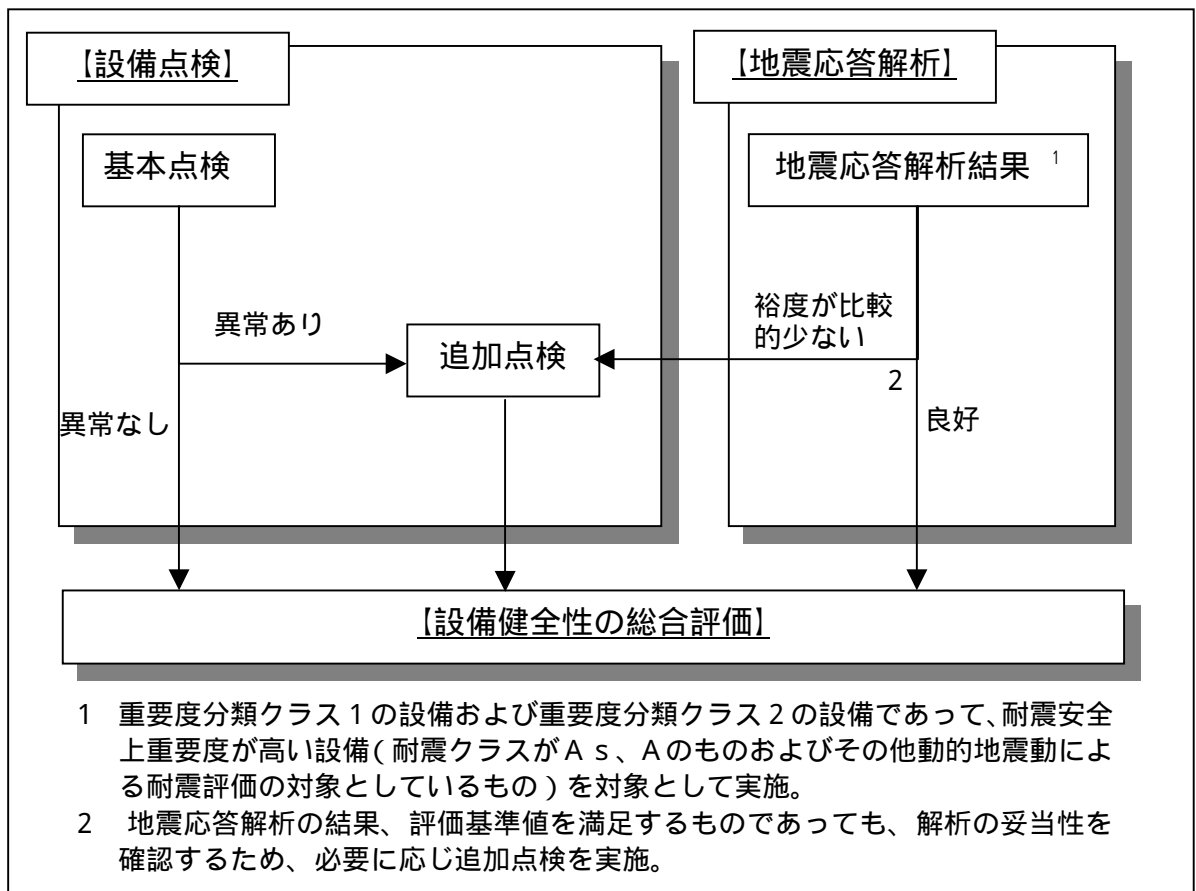 【設備点検】
【地震応答解析】
基本点検
地震応答解析結果 1
異常あり
裕度が比較
的少ない
追加点検
2
異常なし
良好
【設備健全性の総合評価】
1 重要度分類クラス1の設備および重要度分類クラス2の設備であって、耐震安全
上重要度が高い設備(耐震クラスがAs、Aのものおよびその他動的地震動によ
る耐震評価の対象としているもの)を対象として実施。
2 地震応答解析の結果、評価基準値を満足するものであっても、解析の妥当性を
確認するため、必要に応じ追加点検を実施。